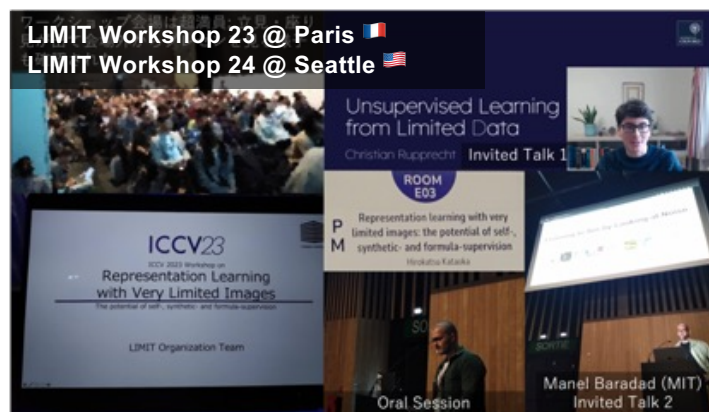 LIMIT Workshop 23 @ Paris
LIMIT Workshop 24 @ Seattle
Unsupervised Learning
from Limited Data
Christian Rupprecht
Invited Talk 1
ROOM
E03
PM
Representation learning with very
limited images: the potential of self-,
synthetic- and formula-supervision
Hirokatsu Kataoka
ICCV23
ICCV 2023 Workshop on
Representation Learning
with Very Limited Images
The potential of self-, synthetic- and formula-supervision
LIMIT Organization Team
SORTIE
Oral Session
Manel Baradad (MIT)
Invited Talk 2